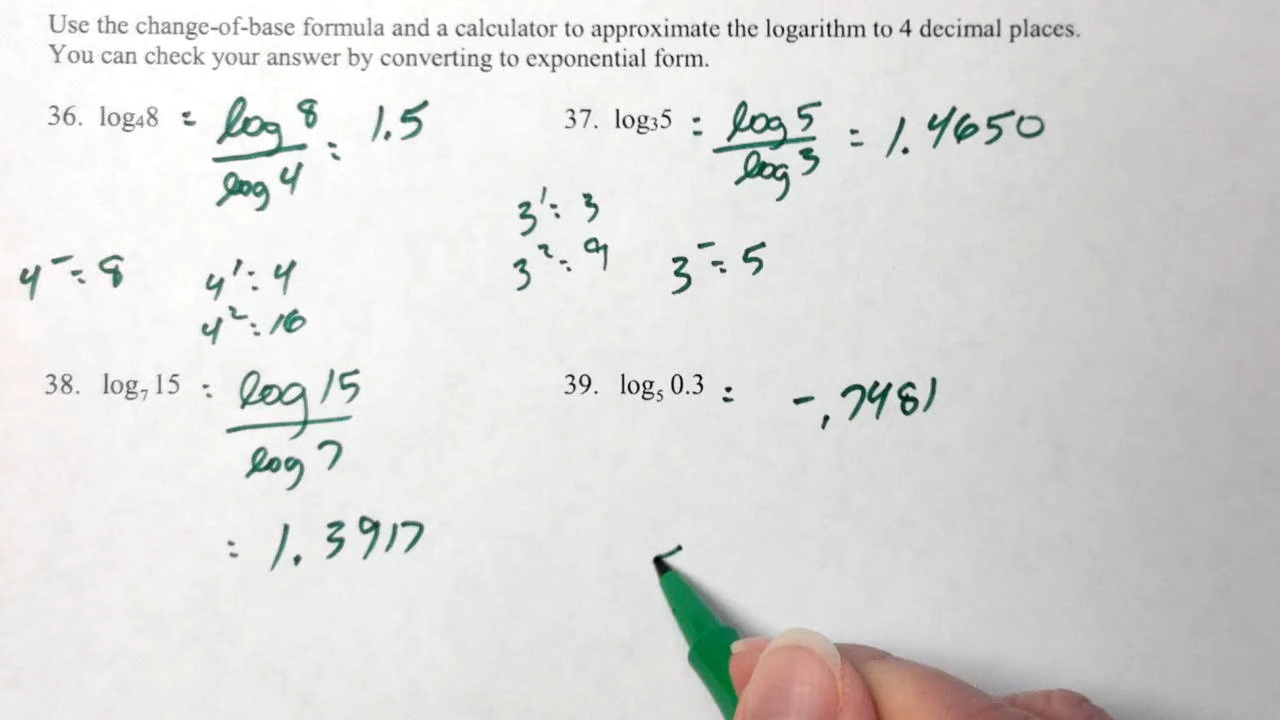 Use the change-of-base formula and a calculator to approximate the logarithm to 4 decimal places.
You can check your answer by converting to exponential form.
36. log₄8 = log 8 / log 4 = 1.5
4⁻ = 8
4¹ = 4
4² = 16
37. log₃5 = log 5 / log 3 = 1.4650
3¹ = 3
3² = 9
3⁻ = 5
38. log₇ 15 = log 15 / log 7
= 1.3917
39. log₅ 0.3 = -.7481